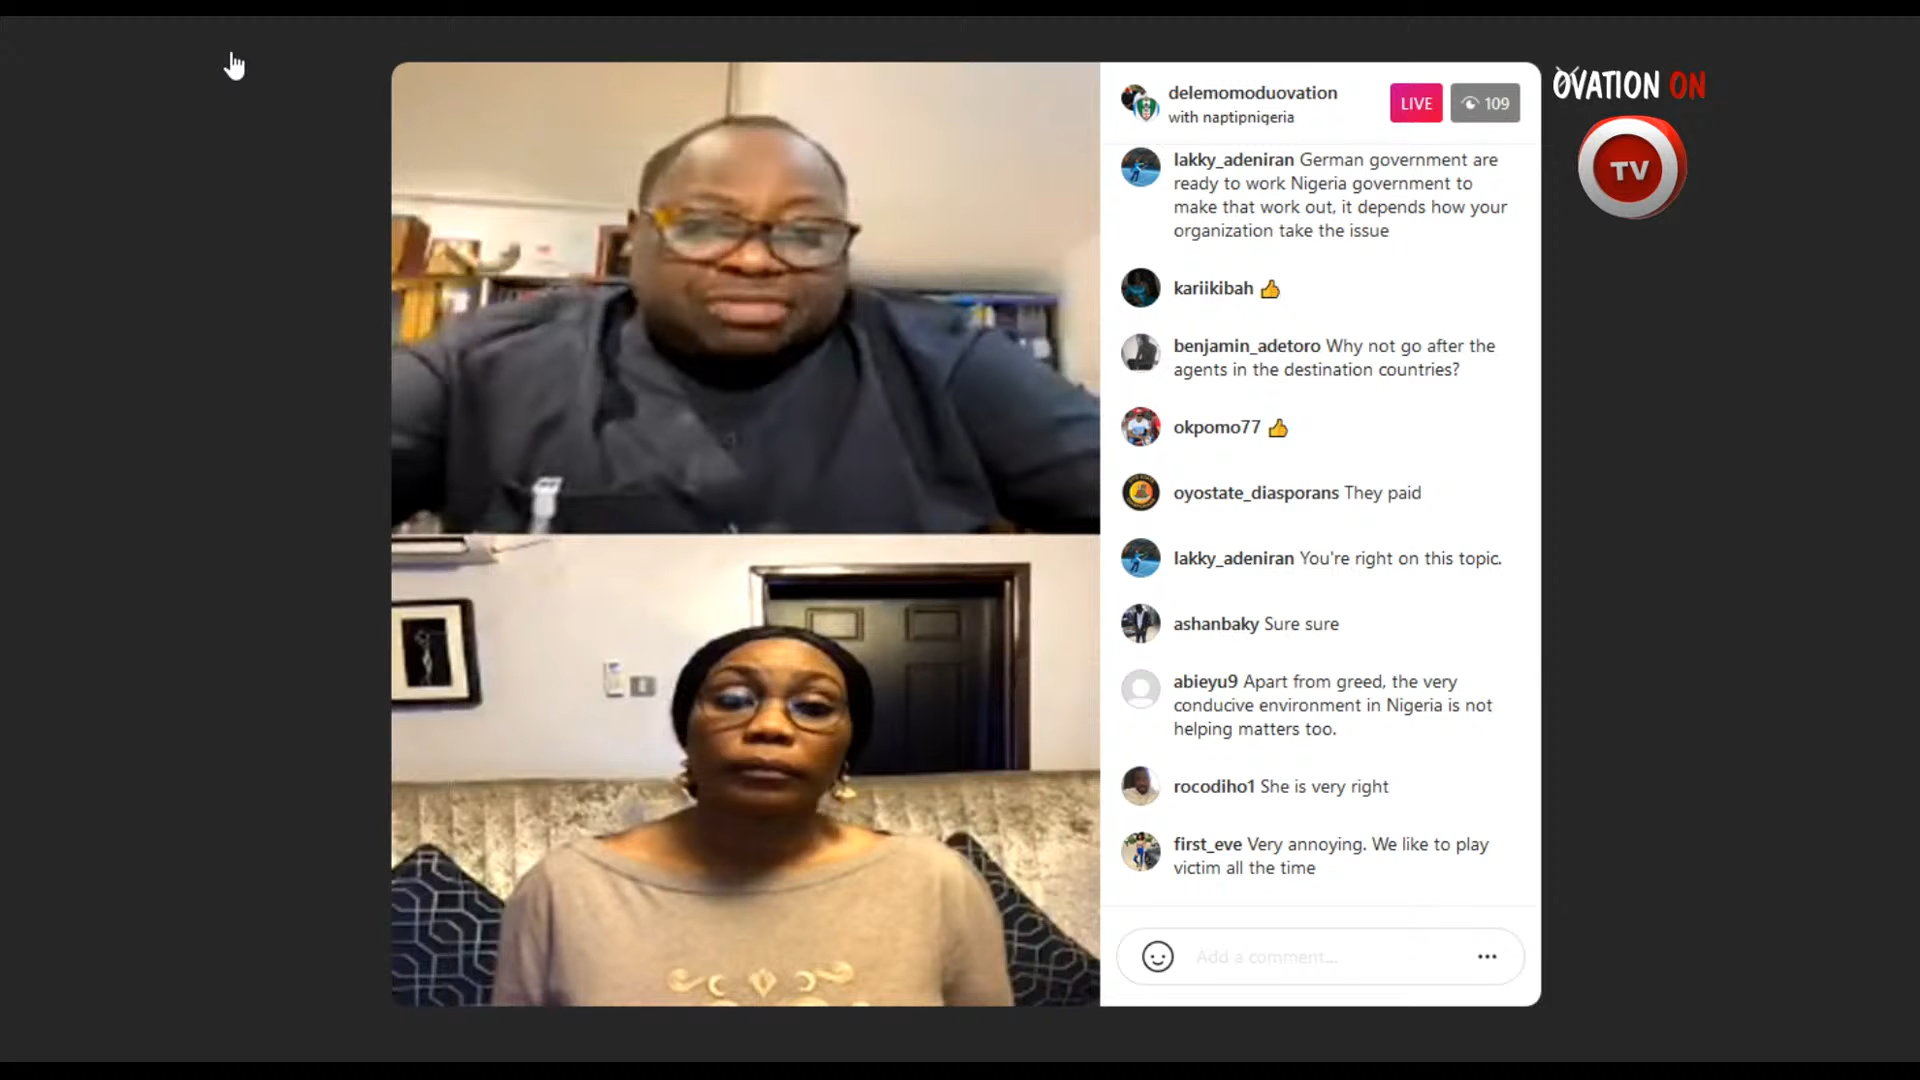 delemomoduovation
with naptipnigeria
LIVE
109
OVATION ON
TV
lakky_adeniran German government are
ready to work Nigeria government to
make that work out, it depends how your
organization take the issue
kariikibah 👍
benjamin_adetoro Why not go after the
agents in the destination countries?
okpomo77 👍
oyostate_diasporans They paid
lakky_adeniran You're right on this topic.
ashanbaky Sure sure
abieyu9 Apart from greed, the very
conducive environment in Nigeria is not
helping matters too.
rocodiho1 She is very right
first_eve Very annoying. We like to play
victim all the time
Add a comment...